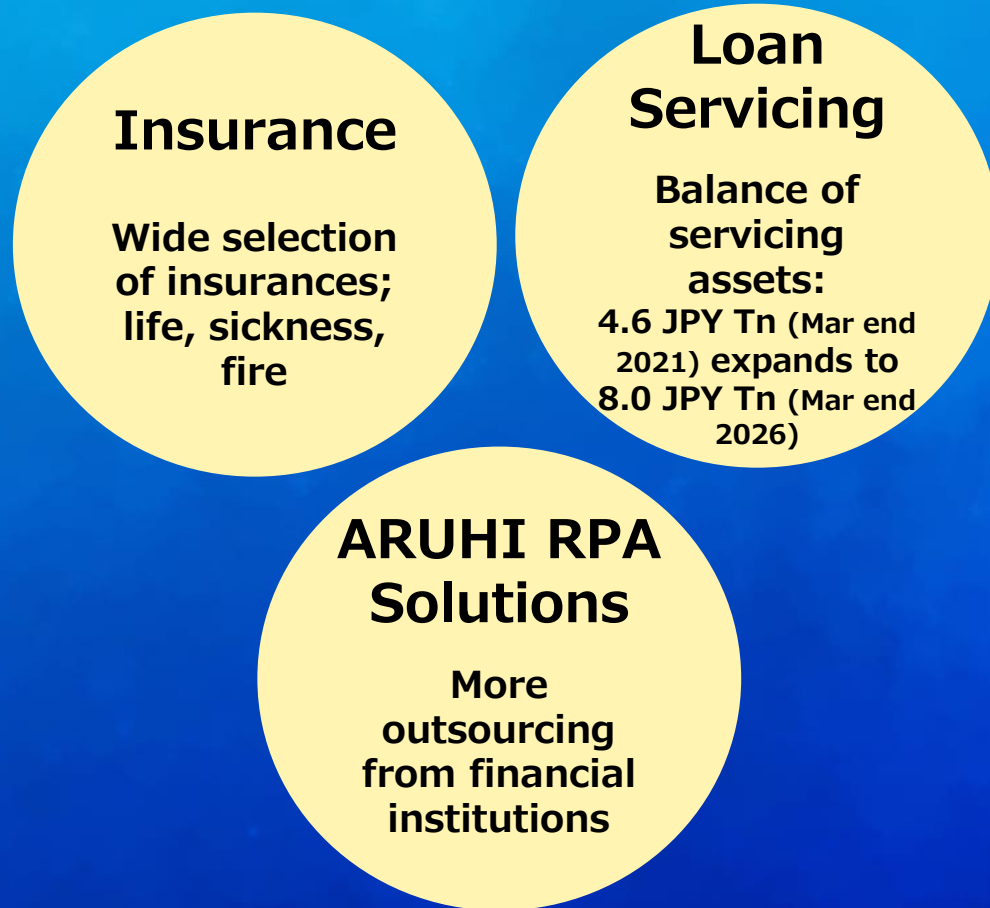 Insurance
Wide selection
of insurances;
life, sickness,
fire
Loan
Servicing
Balance of
servicing
assets:
4.6 JPY Tn (Mar end
2021) expands to
8.0 JPY Tn (Mar end
2026)
ARUHI RPA
Solutions
More
outsourcing
from financial
institutions